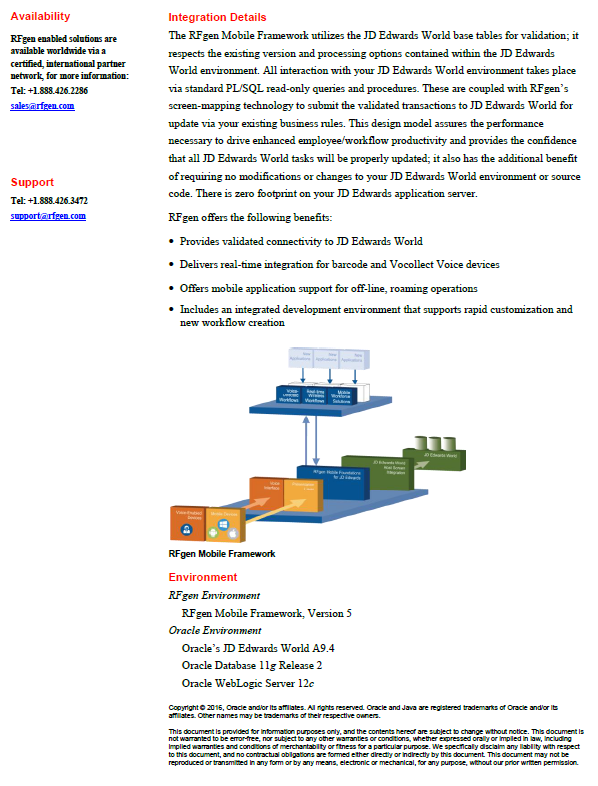 Availability
RFgen enabled solutions are
available worldwide via a
certified, international partner
network, for more information:
Tel: +1.888.426.2286
sales@rfgen.com
Support
Tel: +1.888.426.3472
support@rfgen.com
Integration Details
The RFgen Mobile Framework utilizes the JD Edwards World base tables for validation; it
respects the existing version and processing options contained within the JD Edwards
World environment. All interaction with your JD Edwards World environment takes place
via standard PL/SQL read-only queries and procedures. These are coupled with RFgen's
screen-mapping technology to submit the validated transactions to JD Edwards World for
update via your existing business rules. This design model assures the performance
necessary to drive enhanced employee/workflow productivity and provides the confidence
that all JD Edwards World tasks will be properly updated; it also has the additional benefit
of requiring no modifications or changes to your JD Edwards World environment or source
code. There is zero footprint on your JD Edwards application server.
RFgen offers the following benefits:
• Provides validated connectivity to JD Edwards World
• Delivers real-time integration for barcode and Vocollect Voice devices
• Offers mobile application support for off-line, roaming operations
• Includes an integrated development environment that supports rapid customization and
new workflow creation
New
Applications
New
Applications
New
Applications
Voice-
Directed
Workflows
Real-time
Wireless
Workflows
Mobile
Workforce
Solutions
JD Edwards World
JD Edwards World
Host Screen
Integration
RFgen Mobile Foundations
for JD Edwards
Voice
Interface
Voice Enabled
Devices
Mobile Devices
RFgen Mobile Framework
Environment
RFgen Environment
RFgen Mobile Framework, Version 5
Oracle Environment
Oracle's JD Edwards World A9.4
Oracle Database 11g Release 2
Oracle WebLogic Server 12c
Copyright © 2016, Oracle and/or its affiliates. All rights reserved. Oracle and Java are registered trademarks of Oracle and/or its
affiliates. Other names may be trademarks of their respective owners.
This document is provided for information purposes only, and the contents hereof are subject to change without notice. This document is
not warranted to be error-free, nor subject to any other warranties or conditions, whether expressed orally or implied in law, including
implied warranties and conditions of merchantability or fitness for a particular purpose. We specifically disclaim any liability with respect
to this document, and no contractual obligations are formed either directly or indirectly by this document. This document may not be
reproduced or transmitted in any form or by any means, electronic or mechanical, for any purpose, without our prior written permission.